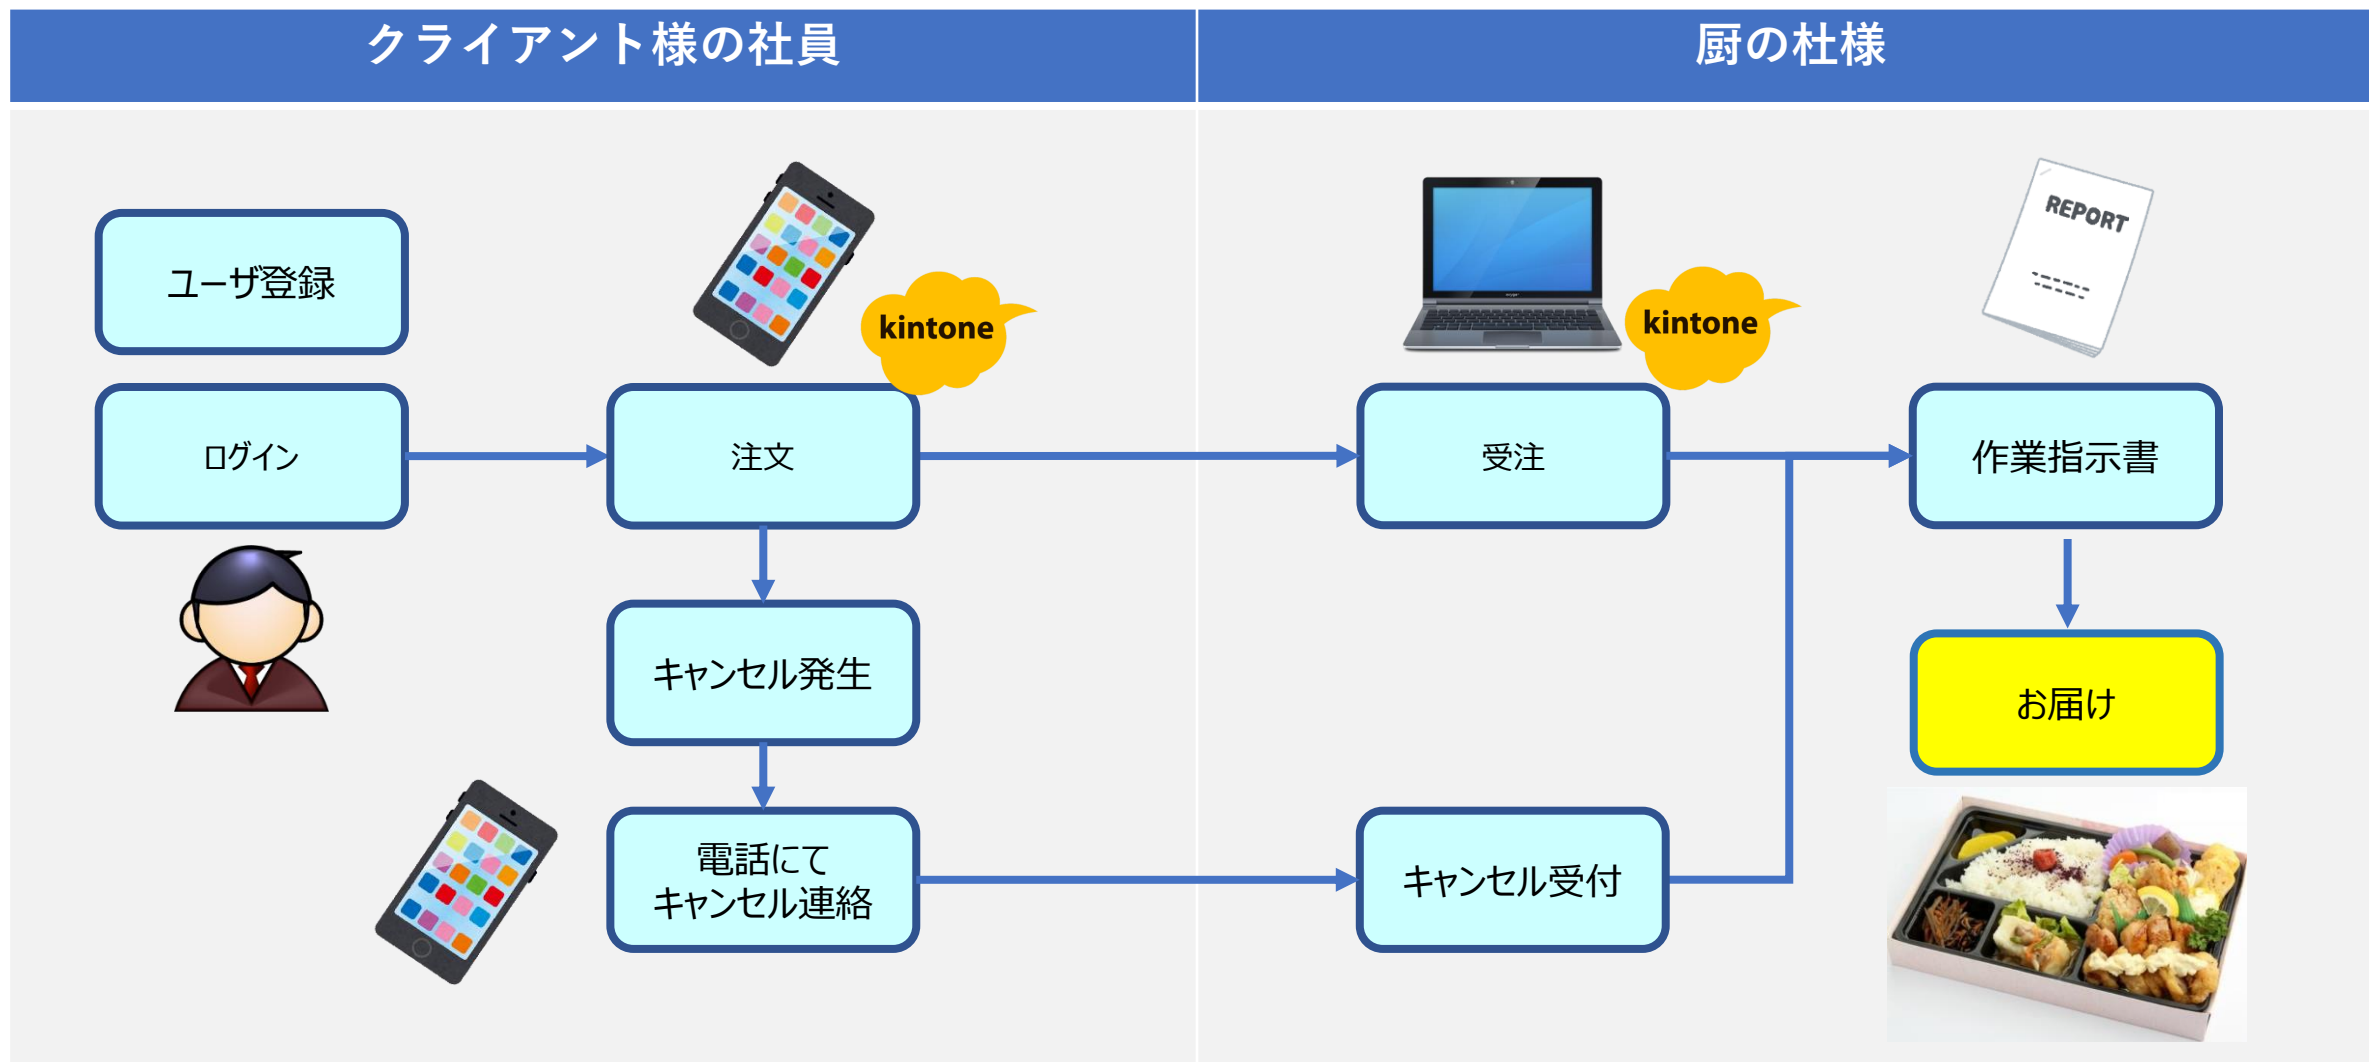 クライアント様の社員
厨の杜様
REPORT
ユーザ登録
kintone
kintone
ログイン
注文
受注
作業指示書
キャンセル発生
お届け
電話にて
キャンセル連絡
キャンセル受付